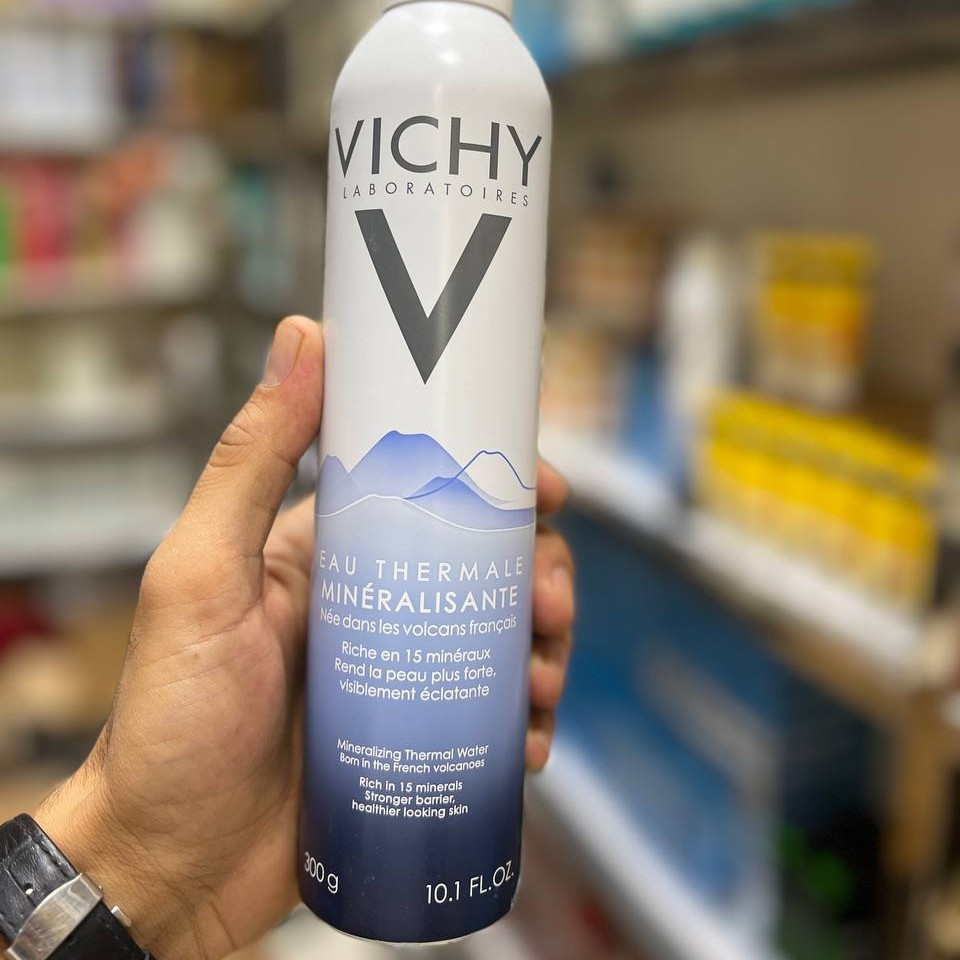 VICHY
LABORATOIRES
V
EAU THERMALE
MINÉRALISANTE
Née dans les volcans français
Riche en 15 minéraux
Rend la peau plus forte,
visiblement éclatante
Mineralizing Thermal Water
Born in the French volcanoes
Rich in 15 minerals
Stronger barrier,
healthier looking skin
300 g
10.1 FL.OZ.